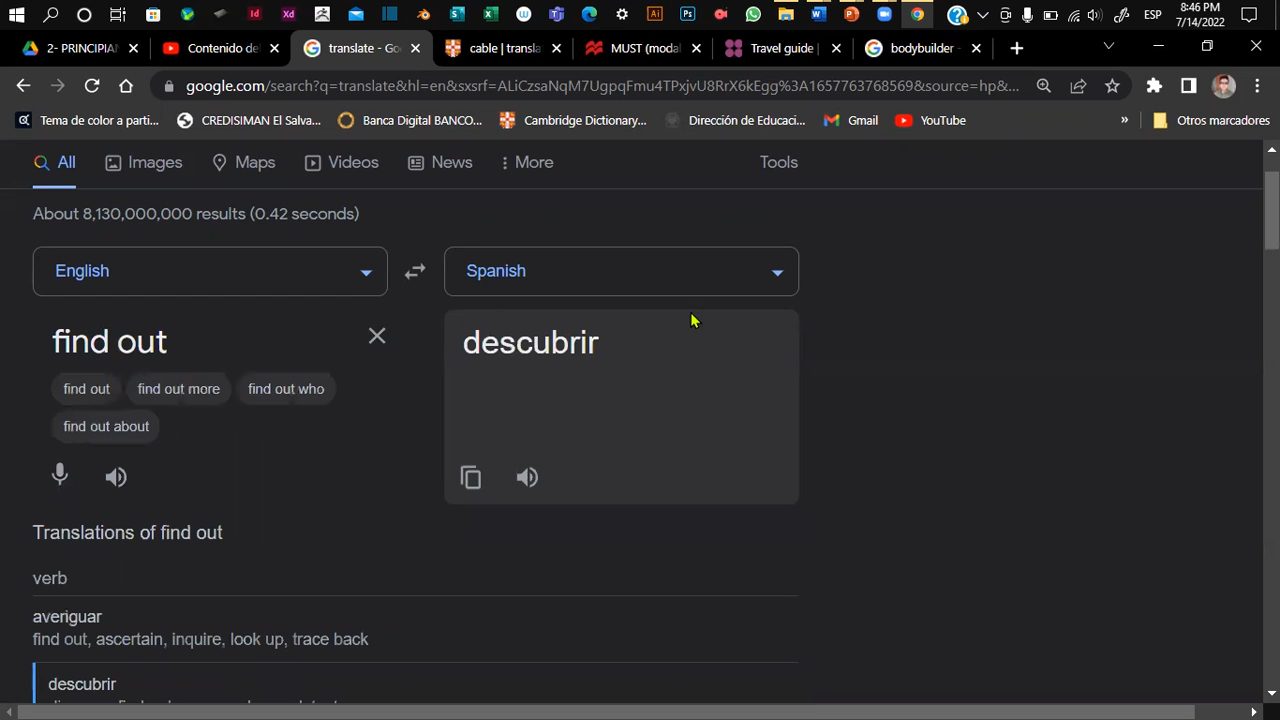 8:46 PM
ESP
7/14/2022
2- PRINCIPIAN
Contenido del
translate - Go
cable | transla
MUST (modal
Travel guide |
bodybuilder -
google.com/search?q=translate&hl=en&sxsrf=ALiCzsaNqM7UgpqFmu4TPxjvU8RrX6kEgg%3A1657763768569&source=hp&...
Tema de color a parti...
CREDISIMAN El Salva...
Banca Digital BANCO...
Cambridge Dictionary...
Dirección de Educaci...
Gmail
YouTube
»
Otros marcadores
All
Images
Maps
Videos
News
More
Tools
About 8,130,000,000 results (0.42 seconds)
English
Spanish
find out
descubrir
find out
find out more
find out who
find out about
Translations of find out
verb
averiguar
find out, ascertain, inquire, look up, trace back
descubrir